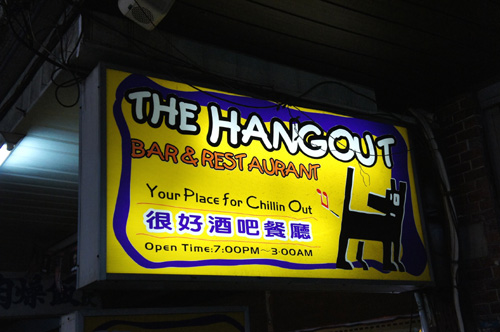 THE HANGOUT
BAR & RESTAURANT
Your Place for Chillin Out
很好酒吧餐廳
Open Time:7:00PM~3:00AM